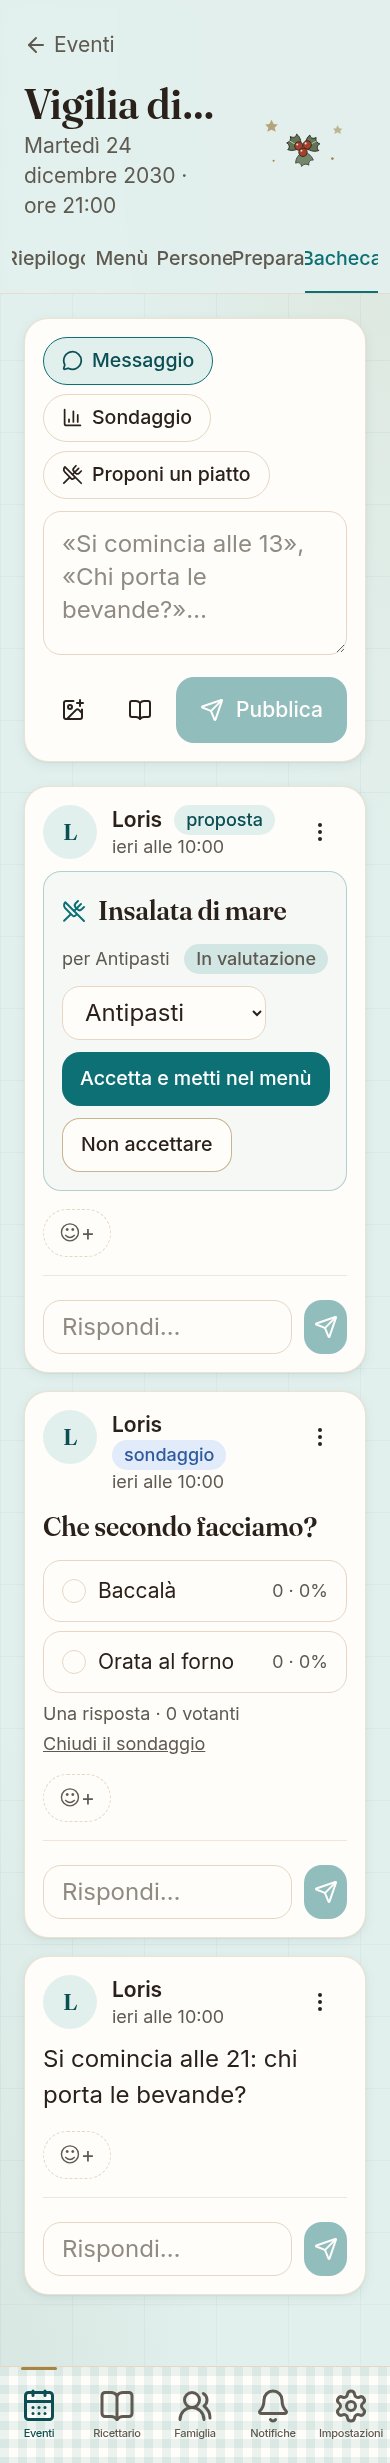 Eventi
Vigilia di...
Martedì 24
dicembre 2030 ·
ore 21:00
Riepilogo Menù Persone Prepara Bacheca
Messaggio
Sondaggio
Proponi un piatto
«Si comincia alle 13»,
«Chi porta le
bevande?»...
Pubblica
L Loris proposta
ieri alle 10:00
Insalata di mare
per Antipasti In valutazione
Antipasti
Accetta e metti nel menù
Non accettare
+
Rispondi...
L Loris
sondaggio
ieri alle 10:00
Che secondo facciamo?
Baccalà 0 · 0%
Orata al forno 0 · 0%
Una risposta · 0 votanti
Chiudi il sondaggio
+
Rispondi...
L Loris
ieri alle 10:00
Si comincia alle 21: chi
porta le bevande?
+
Rispondi...
Eventi Ricettario Famiglia Notifiche Impostazioni